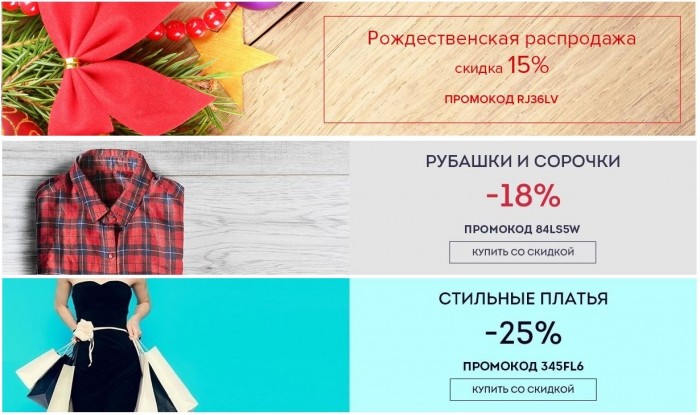 Рождественская распродажа
скидка 15%
ПРОМОКОД RJ36LV
РУБАШКИ И СОРОЧКИ
-18%
ПРОМОКОД 84LS5W
КУПИТЬ СО СКИДКОЙ
СТИЛЬНЫЕ ПЛАТЬЯ
-25%
ПРОМОКОД 345FL6
КУПИТЬ СО СКИДКОЙ